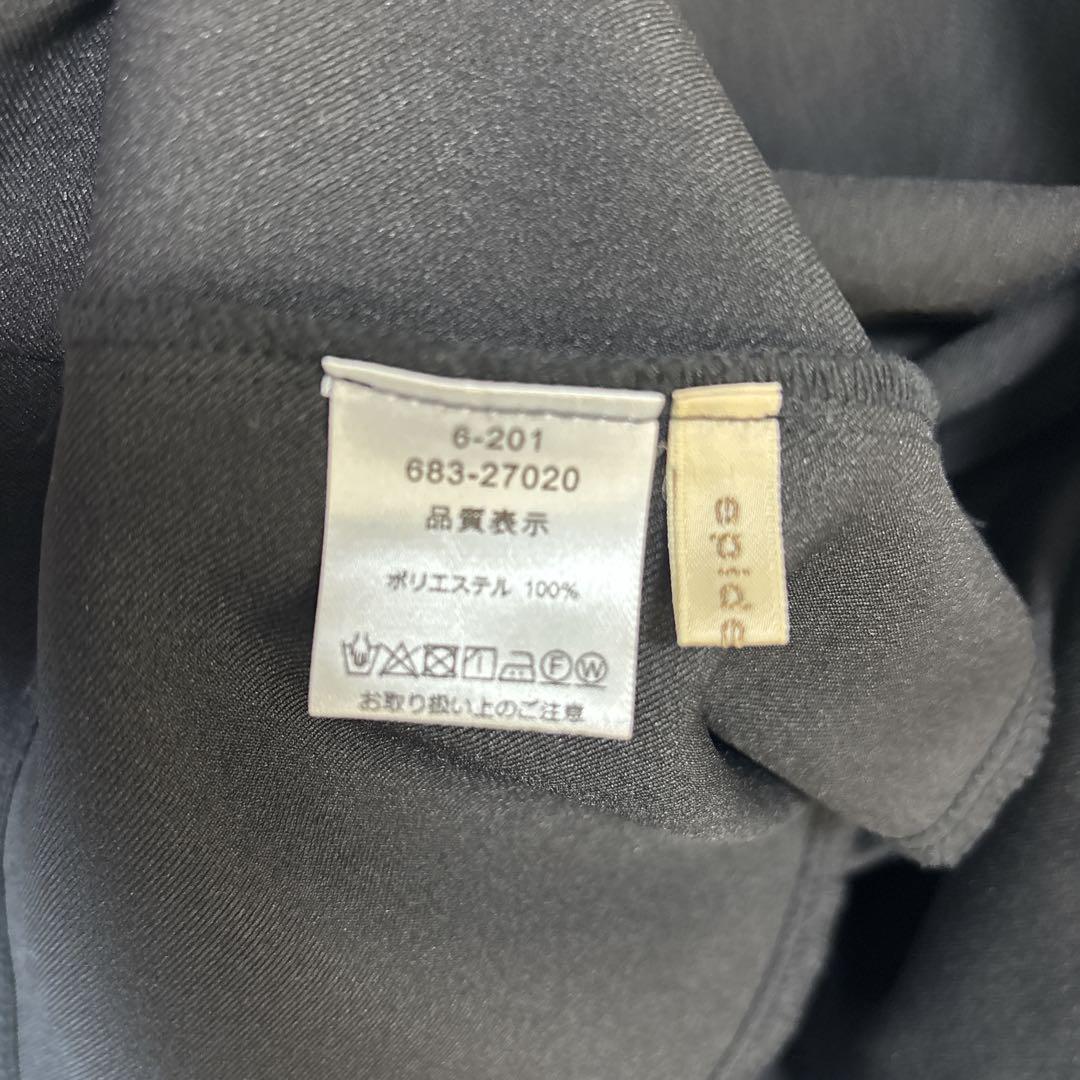 6-201
683-27020
品質表示
ポリエステル 100%
F W
お取り扱い上のご注意